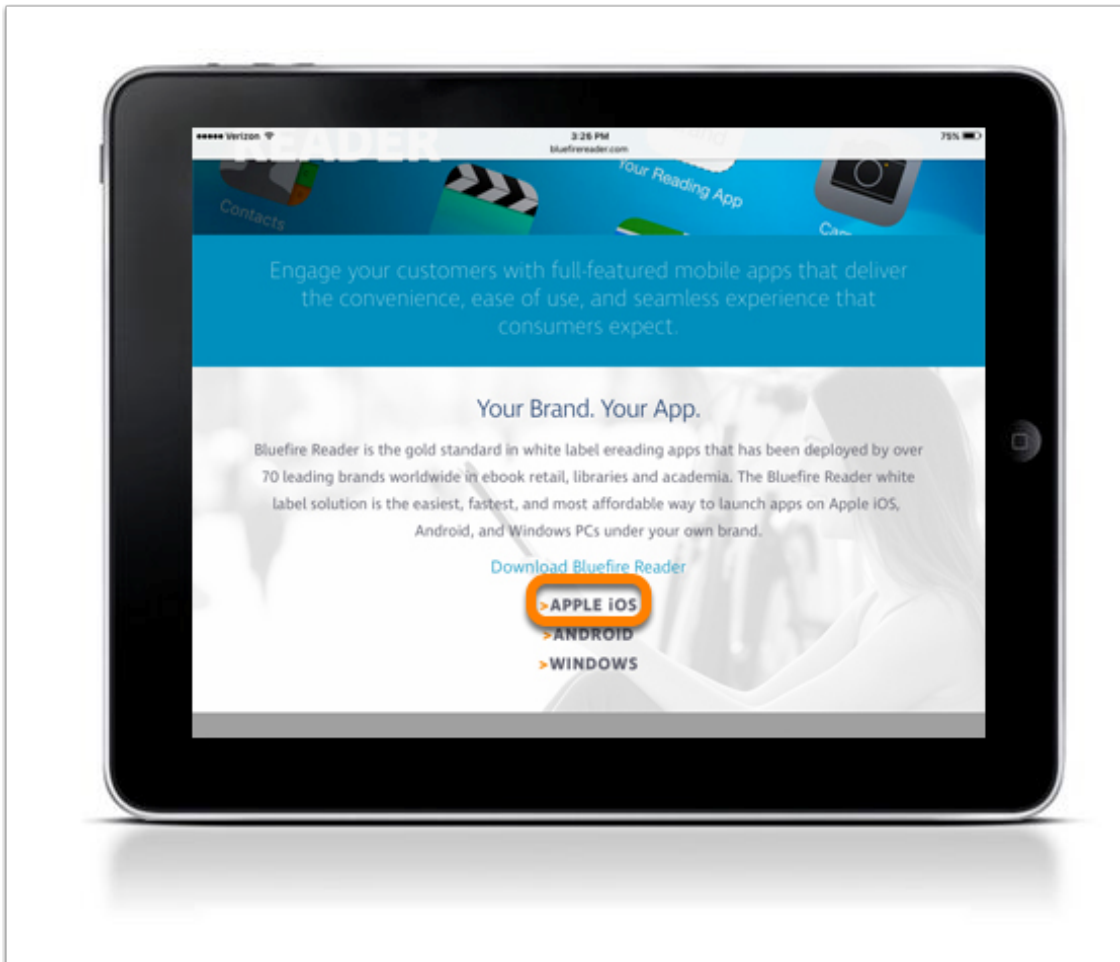 Verizon 3:26 PM 75%
bluefirereader.com
READER
Your Reading App
Contacts
Engage your customers with full-featured mobile apps that deliver
the convenience, ease of use, and seamless experience that
consumers expect.
Your Brand. Your App.
Bluefire Reader is the gold standard in white label ereading apps that has been deployed by over
70 leading brands worldwide in ebook retail, libraries and academia. The Bluefire Reader white
label solution is the easiest, fastest, and most affordable way to launch apps on Apple iOS,
Android, and Windows PCs under your own brand.
Download Bluefire Reader
>APPLE iOS
>ANDROID
>WINDOWS